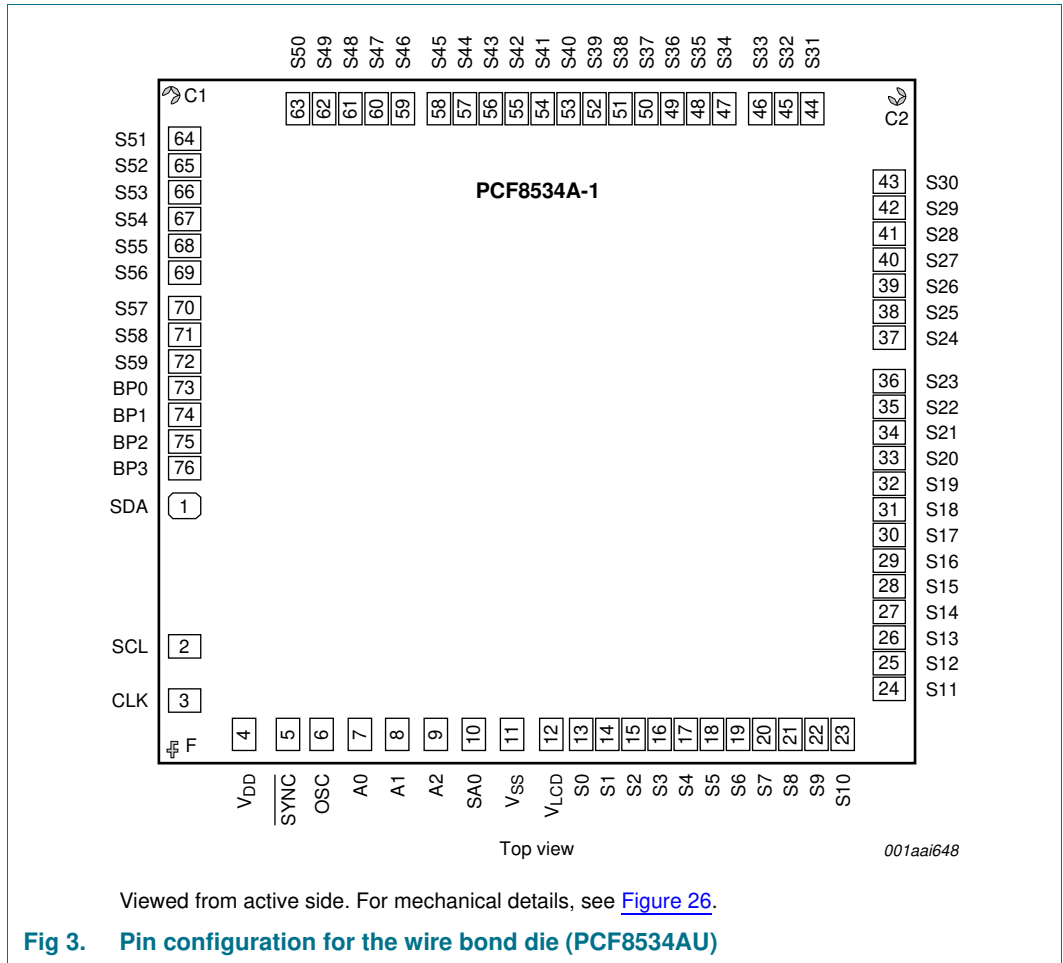 S50 S49 S48 S47 S46 S45 S44 S43 S42 S41 S40 S39 S38 S37 S36 S35 S34 S33 S32 S31
C1 63 62 61 60 59 58 57 56 55 54 53 52 51 50 49 48 47 46 45 44 C2
S51 64
S52 65
S53 66
S54 67
S55 68
S56 69
S57 70
S58 71
S59 72
BP0 73
BP1 74
BP2 75
BP3 76
SDA 1
SCL 2
CLK 3
PCF8534A-1
43 S30
42 S29
41 S28
40 S27
39 S26
38 S25
37 S24
36 S23
35 S22
34 S21
33 S20
32 S19
31 S18
30 S17
29 S16
28 S15
27 S14
26 S13
25 S12
24 S11
F 4 5 6 7 8 9 10 11 12 13 14 15 16 17 18 19 20 21 22 23
VDD SYNC OSC A0 A1 A2 SA0 VSS VLCD S0 S1 S2 S3 S4 S5 S6 S7 S8 S9 S10
Top view
001aai648
Viewed from active side. For mechanical details, see Figure 26.
Fig 3. Pin configuration for the wire bond die (PCF8534AU)